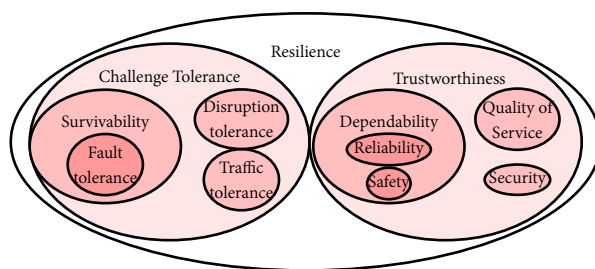 Resilience
Challenge Tolerance
Survivability
Fault
tolerance
Disruption
tolerance
Traffic
tolerance
Trustworthiness
Dependability
Reliability
Safety
Quality of
Service
Security